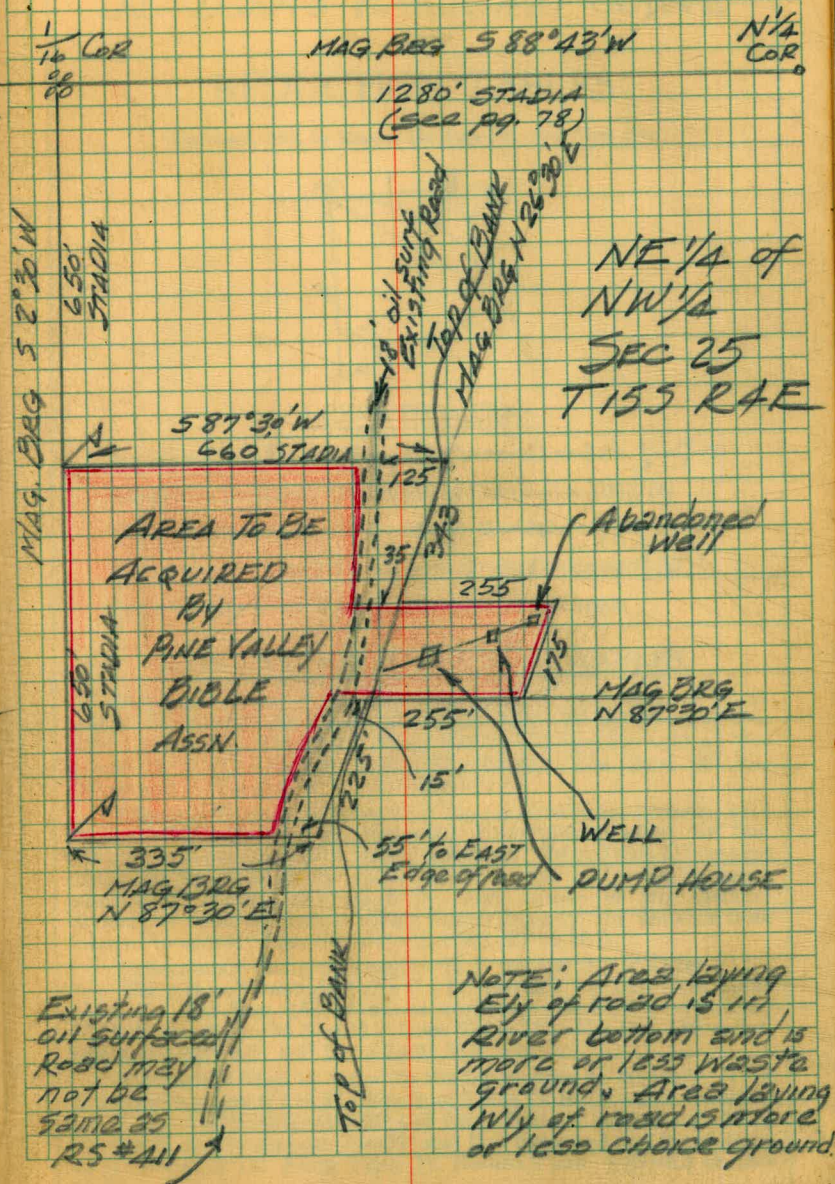 1/16 COR
MAG BRG S 88°43' W
N 1/4
COR.
1280' STADIA
(see pg. 78)
MAG. BRG S 2°30' W
650'
STADIA
18' oil surf
Existing Road
Top of BANK
MAG BRG N 26°30' E
NE 1/4 of
NW 1/4
SEC 25
T15S R4E
S 87°30' W
660 STADIA
125'
343
35
AREA TO BE
ACQUIRED
BY
PINE VALLEY
BIBLE
ASSN.
650'
STADIA
Abandoned
Well
255
175
MAG BRG
N 87°30' E
255'
225'
15'
WELL
PUMP HOUSE
55' to EAST
Edge of road
335'
MAG BRG
N 87°30' E
Top of BANK
Existing 18'
oil surfaced
Road may
not be
same as
RS #411
NOTE: Area laying
Ely of road is in
River bottom and is
more or less waste
ground. Area laying
Wly of road is more
or less choice ground.